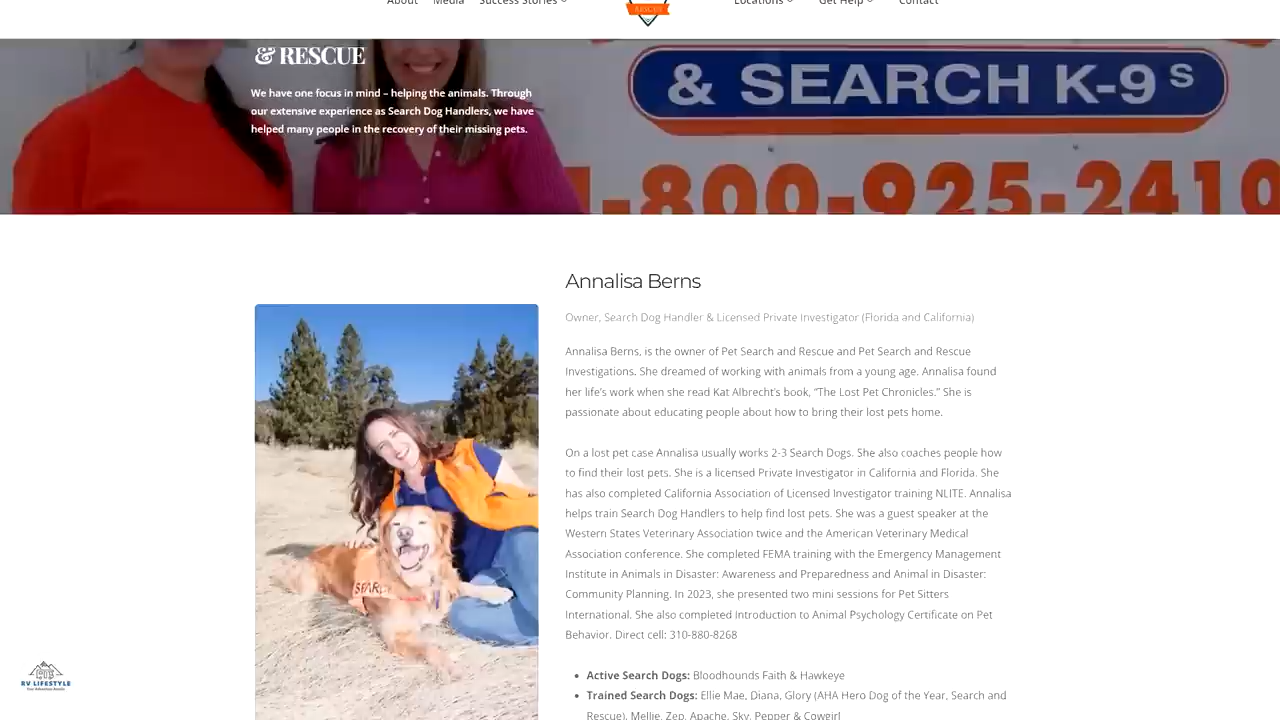 About Media Success Stories Locations Get Help Contact
RESCUE
& RESCUE
We have one focus in mind – helping the animals. Through
our extensive experience as Search Dog Handlers, we have
helped many people in the recovery of their missing pets.
& SEARCH K-9S
1-800-925-2410
Annalisa Berns
Owner, Search Dog Handler & Licensed Private Investigator (Florida and California)
Annalisa Berns, is the owner of Pet Search and Rescue and Pet Search and Rescue
Investigations. She dreamed of working with animals from a young age. Annalisa found
her life’s work when she read Kat Albrecht’s book, “The Lost Pet Chronicles.” She is
passionate about educating people about how to bring their lost pets home.
On a lost pet case Annalisa usually works 2-3 Search Dogs. She also coaches people how
to find their lost pets. She is a licensed Private Investigator in California and Florida. She
has also completed California Association of Licensed Investigator training NLITE. Annalisa
helps train Search Dog Handlers to help find lost pets. She was a guest speaker at the
Western States Veterinary Association twice and the American Veterinary Medical
Association conference. She completed FEMA training with the Emergency Management
Institute in Animals in Disaster: Awareness and Preparedness and Animal in Disaster:
Community Planning. In 2023, she presented two mini sessions for Pet Sitters
International. She also completed Introduction to Animal Psychology Certificate on Pet
Behavior. Direct cell: 310-880-8268
SEARCH
Active Search Dogs: Bloodhounds Faith & Hawkeye
Trained Search Dogs: Ellie Mae, Diana, Glory (AHA Hero Dog of the Year, Search and
Rescue), Mellie, Zep, Apache, Sky, Pepper & Cowgirl
RV LIFESTYLE